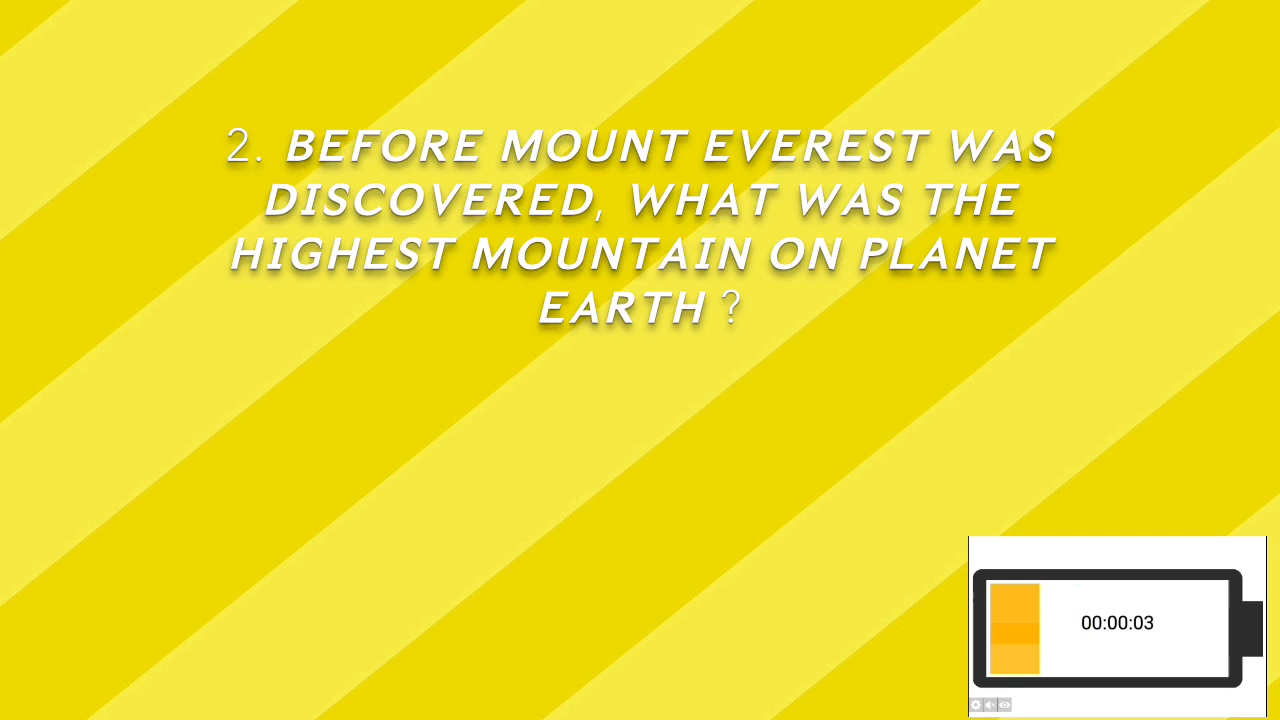 2. BEFORE MOUNT EVEREST WAS
DISCOVERED, WHAT WAS THE
HIGHEST MOUNTAIN ON PLANET
EARTH ?
00:00:03